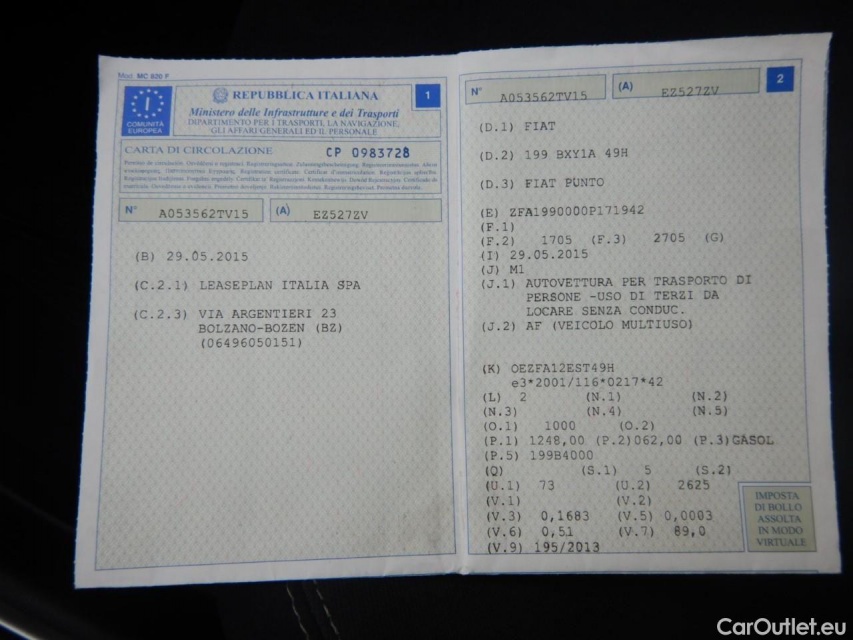 Mod. MC 820 F
I
COMUNITÀ
EUROPEA
REPUBBLICA ITALIANA
1
Ministero delle Infrastrutture e dei Trasporti
DIPARTIMENTO PER I TRASPORTI, LA NAVIGAZIONE,
GLI AFFARI GENERALI ED IL PERSONALE
CARTA DI CIRCOLAZIONE CP 0983728
N° A053562TV15 (A) EZ527ZV
(B) 29.05.2015
(C.2.1) LEASEPLAN ITALIA SPA
(C.2.3) VIA ARGENTIERI 23
BOLZANO-BOZEN (BZ)
(06496050151)
N° A053562TV15 (A) EZ527ZV
2
(D.1) FIAT
(D.2) 199 BXY1A 49H
(D.3) FIAT PUNTO
(E) ZFA1990000P171942
(F.1)
(F.2) 1705 (F.3) 2705 (G)
(I) 29.05.2015
(J) M1
(J.1) AUTOVETTURA PER TRASPORTO DI
PERSONE -USO DI TERZI DA
LOCARE SENZA CONDUC.
(J.2) AF (VEICOLO MULTIUSO)
(K) OEZFA12EST49H
e3*2001/116*0217*42
(L) 2 (N.1) (N.2)
(N.3) (N.4) (N.5)
(O.1) 1000 (O.2)
(P.1) 1248,00 (P.2)062,00 (P.3)GASOL
(P.5) 199B4000
(Q) (S.1) 5 (S.2)
(U.1) 73 (U.2) 2625
(V.1) (V.2)
(V.3) 0,1683 (V.5) 0,0003
(V.6) 0,51 (V.7) 89,0
(V.9) 195/2013
IMPOSTA
DI BOLLO
ASSOLTA
IN MODO
VIRTUALE
CarOutlet.eu